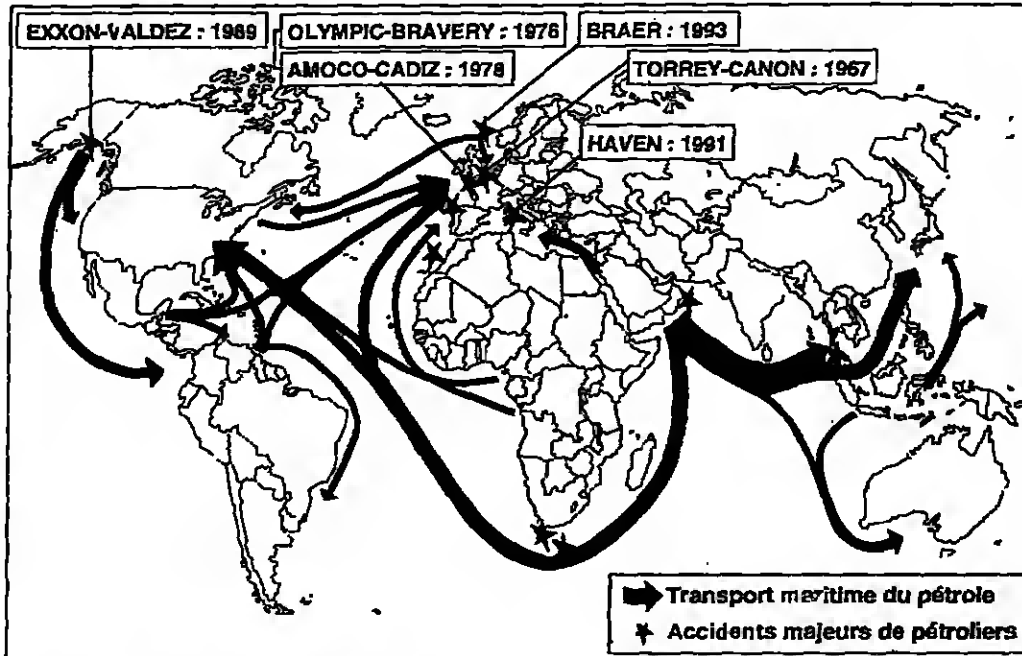 EXXON-VALDEZ : 1989
OLYMPIC-BRAVERY : 1976
BRAER : 1993
AMOCO-CADIZ : 1978
TORREY-CANON : 1967
HAVEN : 1991
Transport maritime du pétrole
Accidents majeurs de pétroliers